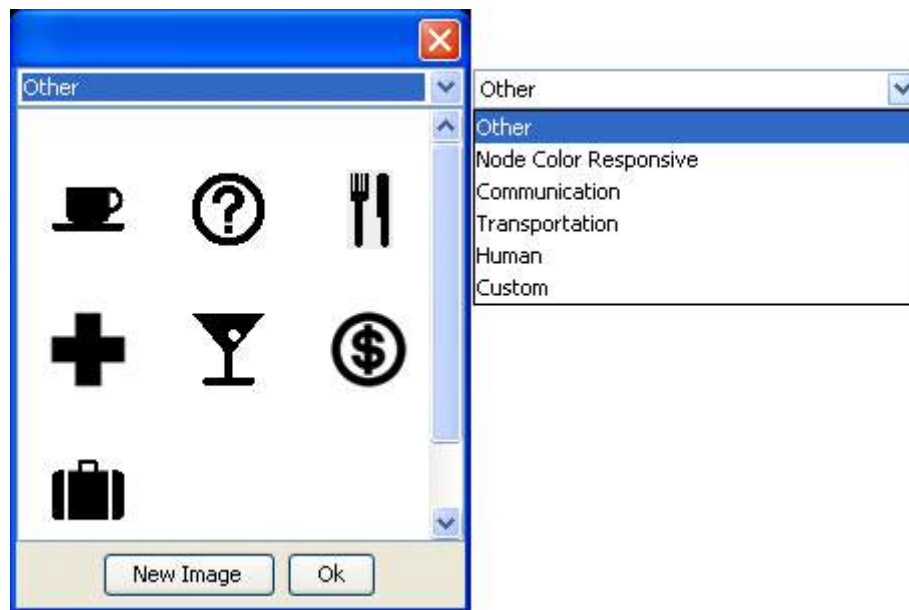 Other
New Image
Ok
Other
Other
Node Color Responsive
Communication
Transportation
Human
Custom